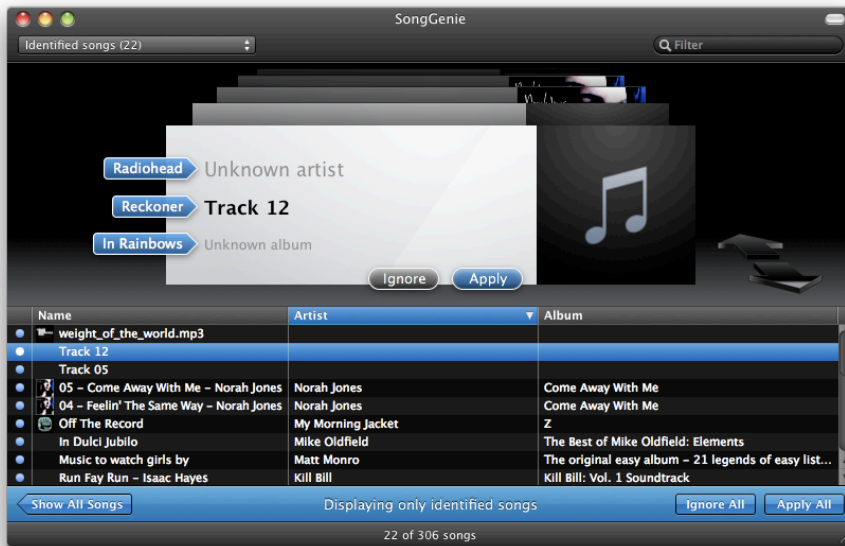 SongGenie
Identified songs (22)
Filter
Radiohead Unknown artist
Reckoner Track 12
In Rainbows Unknown album
Ignore Apply
Name Artist Album
weight_of_the_world.mp3
Track 12
Track 05
05 – Come Away With Me – Norah Jones Norah Jones Come Away With Me
04 – Feelin' The Same Way – Norah Jones Norah Jones Come Away With Me
Off The Record My Morning Jacket Z
In Dulci Jubilo Mike Oldfield The Best of Mike Oldfield: Elements
Music to watch girls by Matt Monro The original easy album – 21 legends of easy list...
Run Fay Run – Isaac Hayes Kill Bill Kill Bill: Vol. 1 Soundtrack
Show All Songs Displaying only identified songs Ignore All Apply All
22 of 306 songs